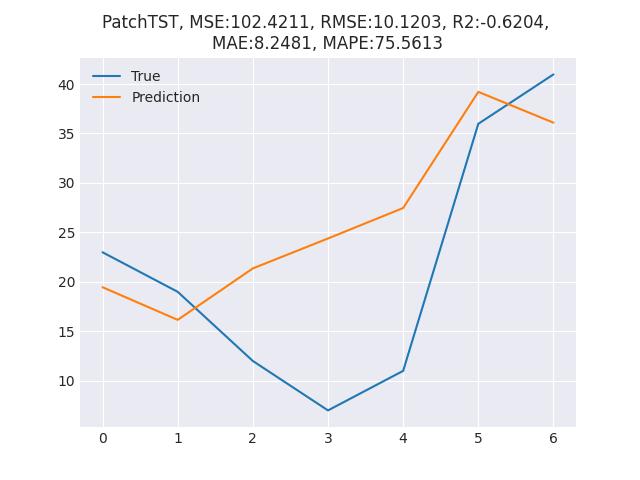 PatchTST, MSE:102.4211, RMSE:10.1203, R2:-0.6204,
MAE:8.2481, MAPE:75.5613
True
Prediction
40
35
30
25
20
15
10
0 1 2 3 4 5 6